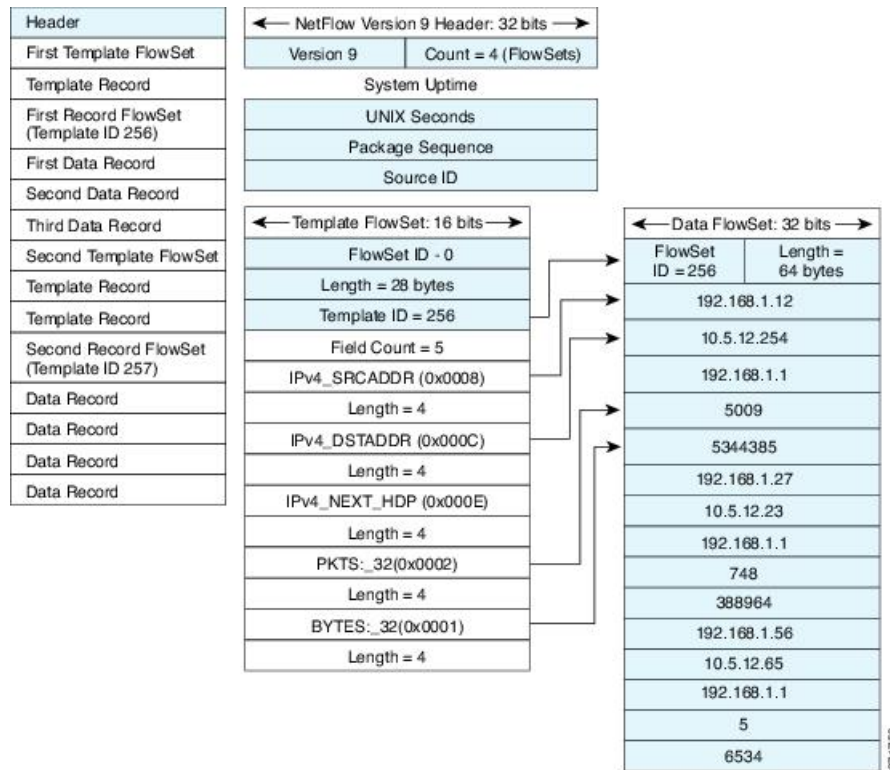 Header
First Template FlowSet
Template Record
First Record FlowSet
(Template ID 256)
First Data Record
Second Data Record
Third Data Record
Second Template FlowSet
Template Record
Template Record
Second Record FlowSet
(Template ID 257)
Data Record
Data Record
Data Record
Data Record
NetFlow Version 9 Header: 32 bits
Version 9
Count = 4 (FlowSets)
System Uptime
UNIX Seconds
Package Sequence
Source ID
Template FlowSet: 16 bits
FlowSet ID - 0
Length = 28 bytes
Template ID = 256
Field Count = 5
IPv4_SRCADDR (0x0008)
Length = 4
IPv4_DSTADDR (0x000C)
Length = 4
IPv4_NEXT_HDP (0x000E)
Length = 4
PKTS:_32(0x0002)
Length = 4
BYTES:_32(0x0001)
Length = 4
Data FlowSet: 32 bits
FlowSet
ID = 256
Length =
64 bytes
192.168.1.12
10.5.12.254
192.168.1.1
5009
5344385
192.168.1.27
10.5.12.23
192.168.1.1
748
388964
192.168.1.56
10.5.12.65
192.168.1.1
5
6534